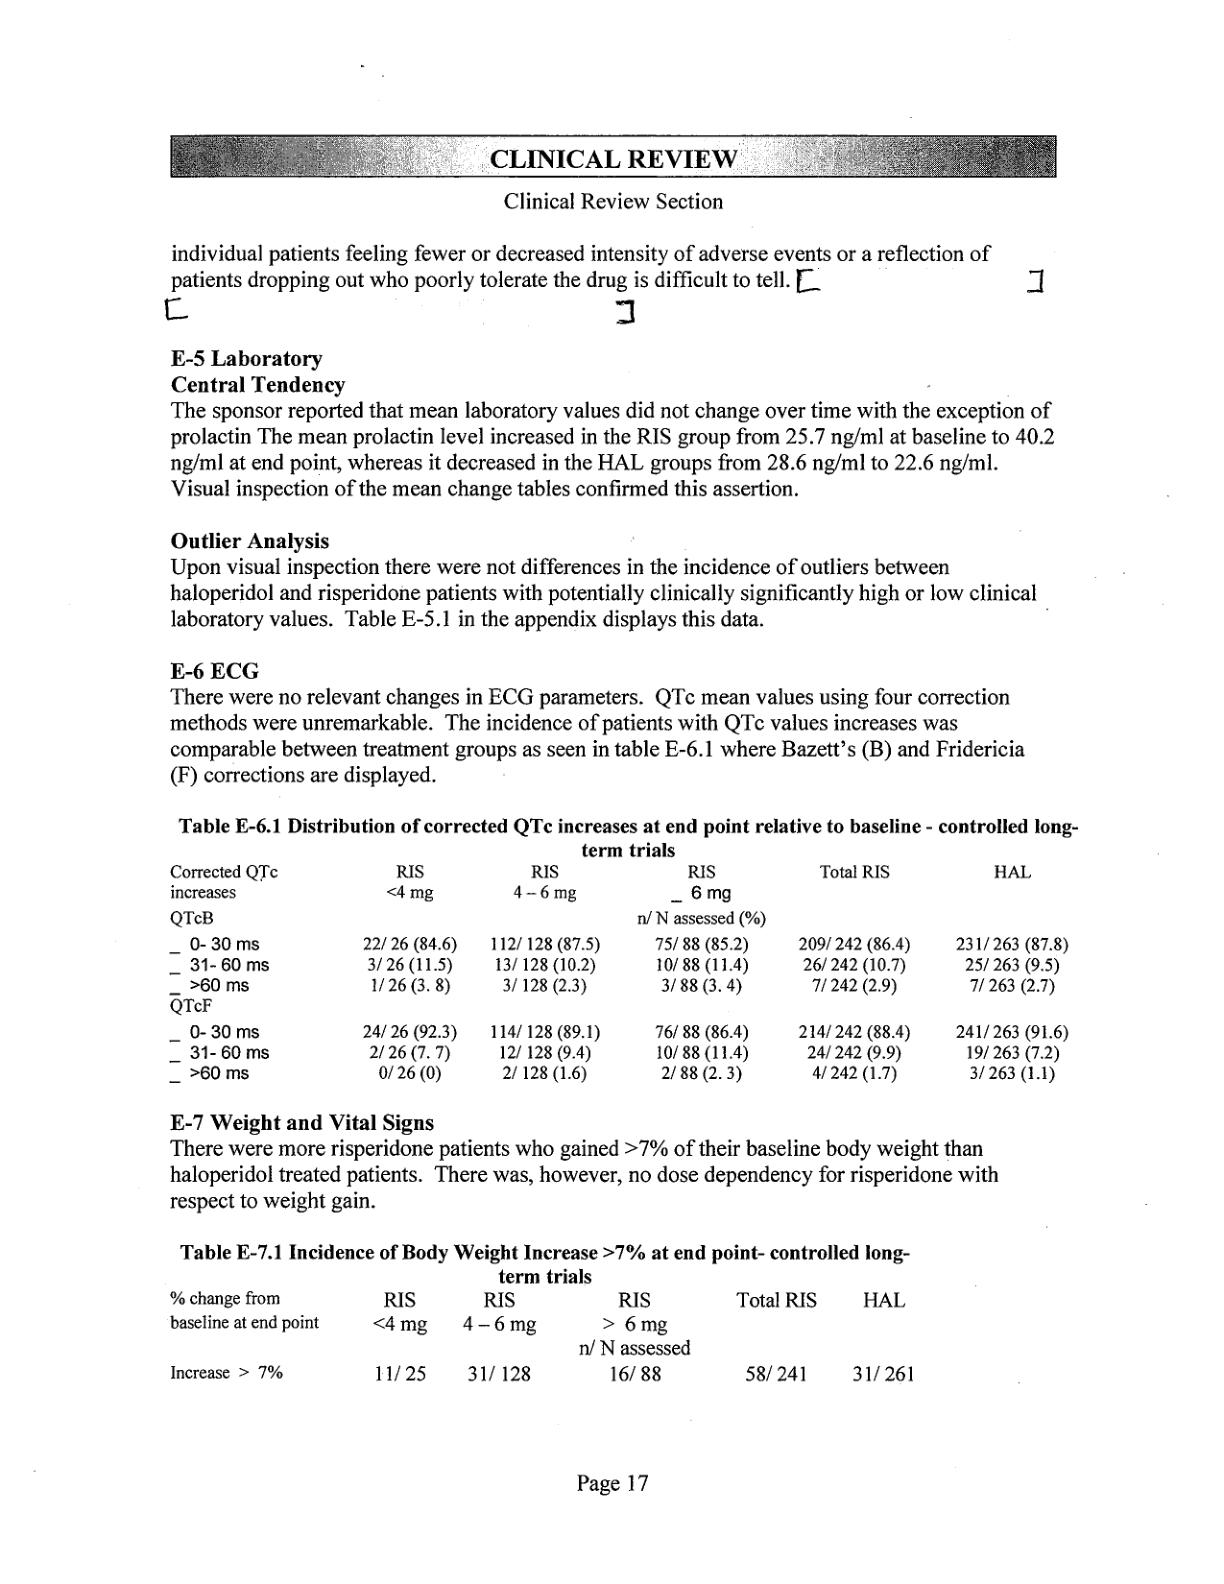 CLINICAL REVIEW
Clinical Review Section
individual patients feeling fewer or decreased intensity of adverse events or a reflection of
patients dropping out who poorly tolerate the drug is difficult to tell. [ ]
[ ]
E-5 Laboratory
Central Tendency
The sponsor reported that mean laboratory values did not change over time with the exception of
prolactin The mean prolactin level increased in the RIS group from 25.7 ng/ml at baseline to 40.2
ng/ml at end point, whereas it decreased in the HAL groups from 28.6 ng/ml to 22.6 ng/ml.
Visual inspection of the mean change tables confirmed this assertion.
Outlier Analysis
Upon visual inspection there were not differences in the incidence of outliers between
haloperidol and risperidone patients with potentially clinically significantly high or low clinical
laboratory values. Table E-5.1 in the appendix displays this data.
E-6 ECG
There were no relevant changes in ECG parameters. QTc mean values using four correction
methods were unremarkable. The incidence of patients with QTc values increases was
comparable between treatment groups as seen in table E-6.1 where Bazett's (B) and Fridericia
(F) corrections are displayed.
Table E-6.1 Distribution of corrected QTc increases at end point relative to baseline - controlled long-
term trials
Corrected QTc RIS RIS RIS Total RIS HAL
increases <4 mg 4 – 6 mg _ 6 mg
QTcB n/ N assessed (%)
_ 0- 30 ms 22/ 26 (84.6) 112/ 128 (87.5) 75/ 88 (85.2) 209/ 242 (86.4) 231/ 263 (87.8)
_ 31- 60 ms 3/ 26 (11.5) 13/ 128 (10.2) 10/ 88 (11.4) 26/ 242 (10.7) 25/ 263 (9.5)
_ >60 ms 1/ 26 (3. 8) 3/ 128 (2.3) 3/ 88 (3. 4) 7/ 242 (2.9) 7/ 263 (2.7)
QTcF
_ 0- 30 ms 24/ 26 (92.3) 114/ 128 (89.1) 76/ 88 (86.4) 214/ 242 (88.4) 241/ 263 (91.6)
_ 31- 60 ms 2/ 26 (7. 7) 12/ 128 (9.4) 10/ 88 (11.4) 24/ 242 (9.9) 19/ 263 (7.2)
_ >60 ms 0/ 26 (0) 2/ 128 (1.6) 2/ 88 (2. 3) 4/ 242 (1.7) 3/ 263 (1.1)
E-7 Weight and Vital Signs
There were more risperidone patients who gained >7% of their baseline body weight than
haloperidol treated patients. There was, however, no dose dependency for risperidone with
respect to weight gain.
Table E-7.1 Incidence of Body Weight Increase >7% at end point- controlled long-
term trials
% change from RIS RIS RIS Total RIS HAL
baseline at end point <4 mg 4 – 6 mg > 6 mg
n/ N assessed
Increase > 7% 11/ 25 31/ 128 16/ 88 58/ 241 31/ 261
Page 17